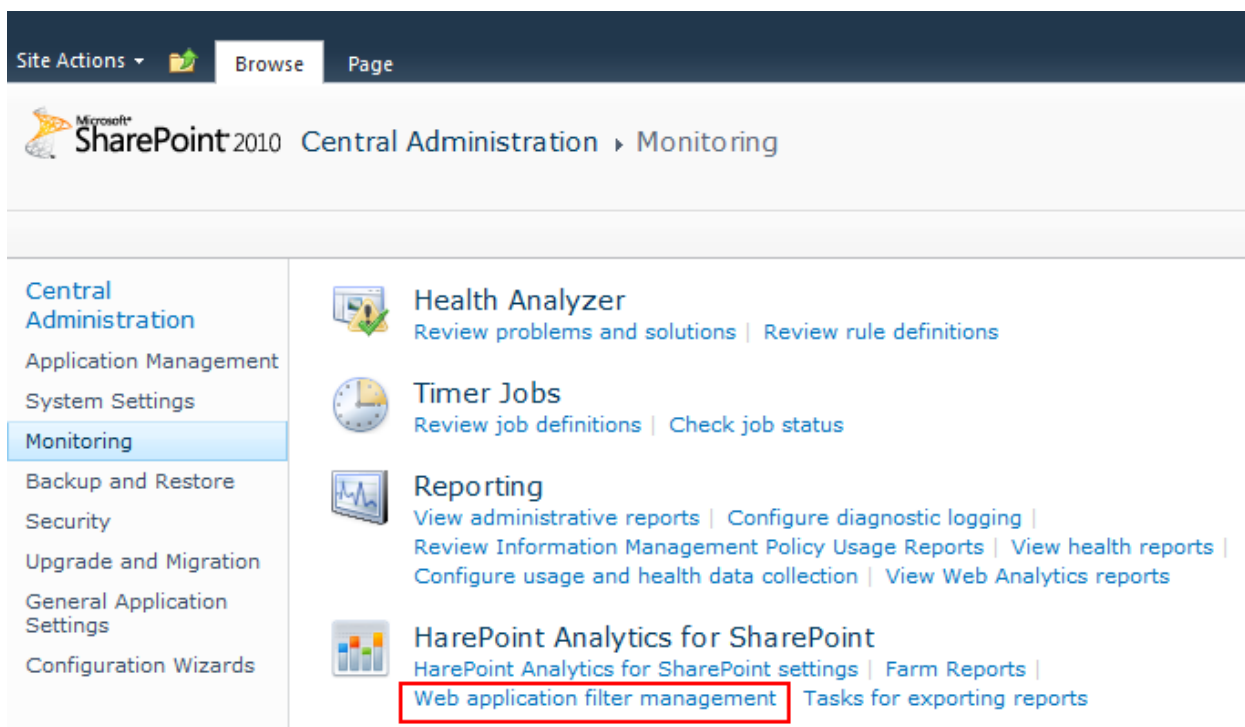 Site Actions Browse Page
Microsoft®
SharePoint 2010 Central Administration ▸ Monitoring
Central
Administration
Application Management
System Settings
Monitoring
Backup and Restore
Security
Upgrade and Migration
General Application
Settings
Configuration Wizards
Health Analyzer
Review problems and solutions | Review rule definitions
Timer Jobs
Review job definitions | Check job status
Reporting
View administrative reports | Configure diagnostic logging |
Review Information Management Policy Usage Reports | View health reports |
Configure usage and health data collection | View Web Analytics reports
HarePoint Analytics for SharePoint
HarePoint Analytics for SharePoint settings | Farm Reports |
Web application filter management | Tasks for exporting reports